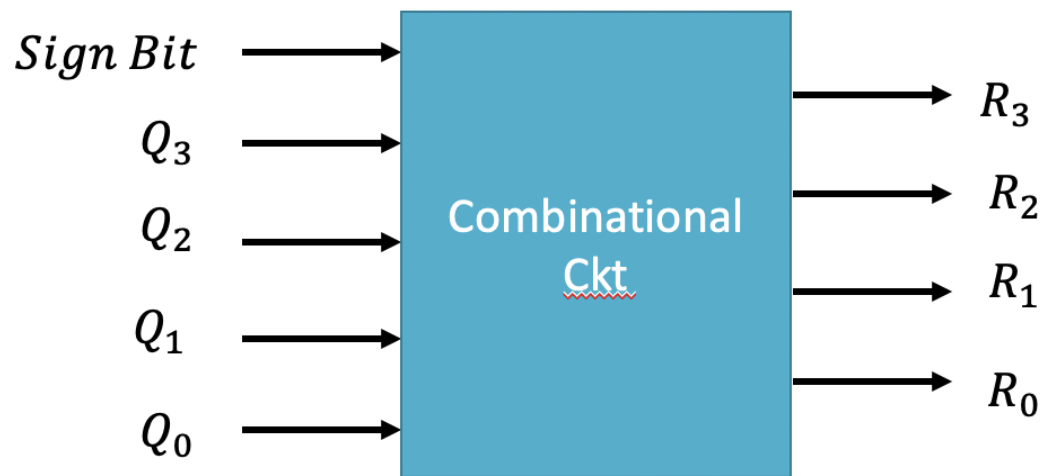 Sign Bit
Q₃
Q₂
Q₁
Q₀
Combinational
Ckt
R₃
R₂
R₁
R₀